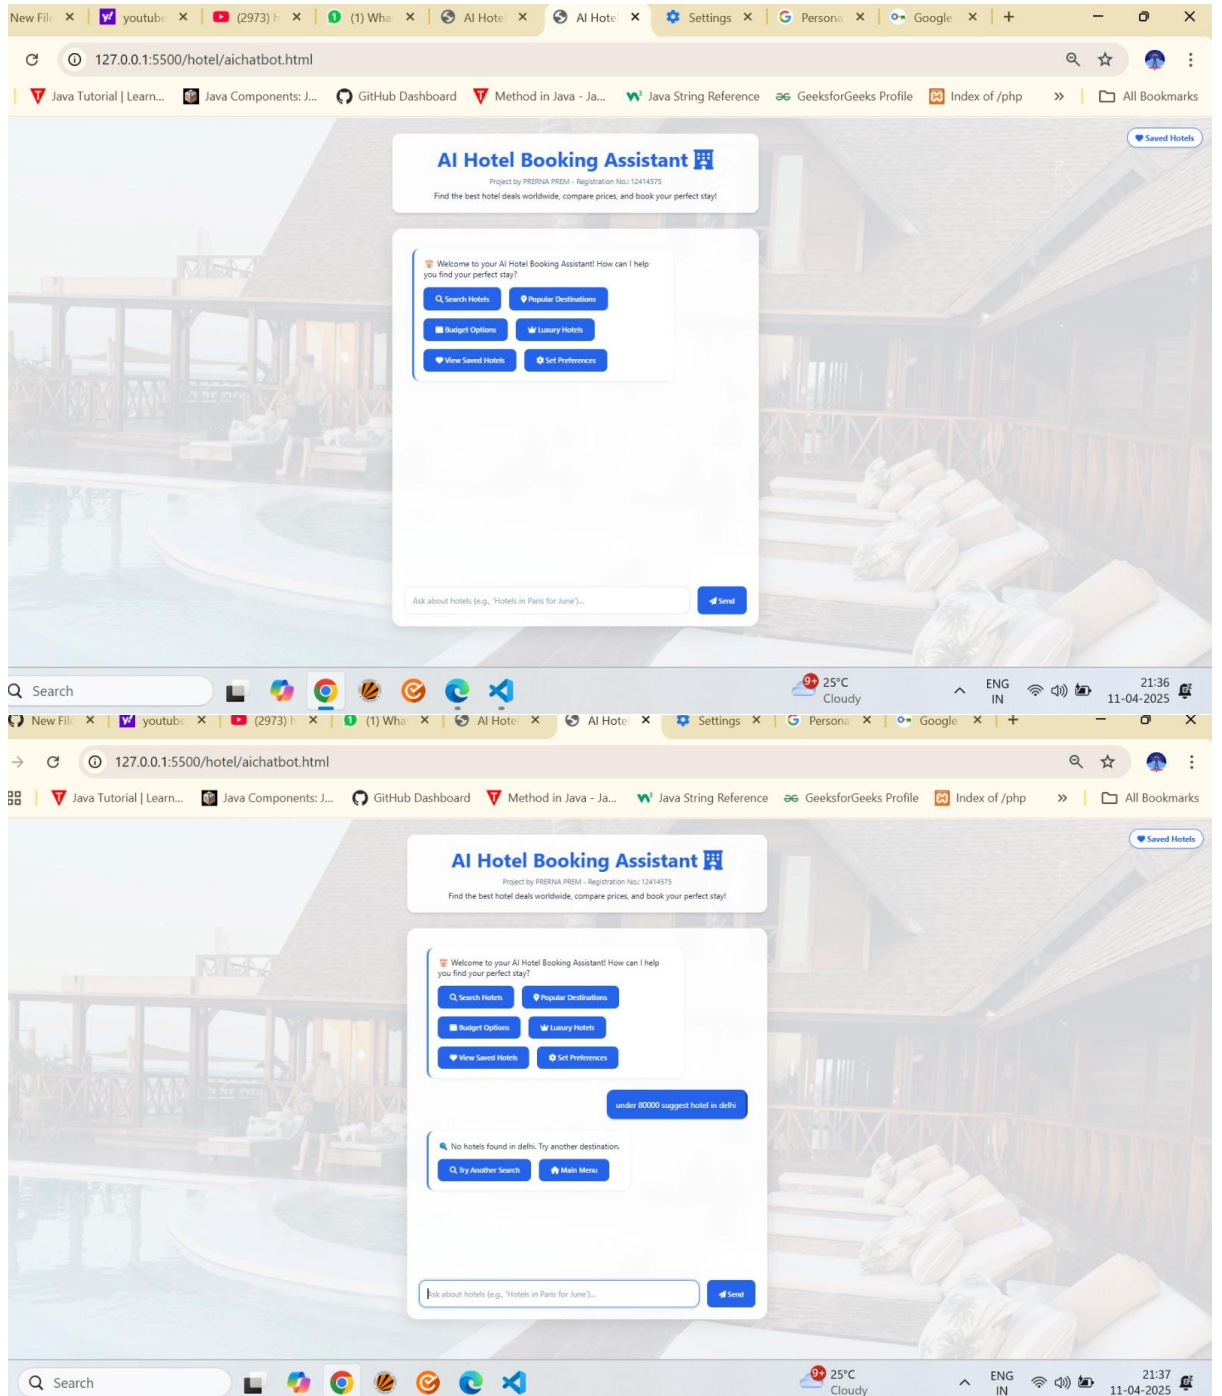 New File youtube (2973) h (1) Wha AI Hotel AI Hotel Settings Persona Google
127.0.0.1:5500/hotel/aichatbot.html
Java Tutorial | Learn... Java Components: J... GitHub Dashboard Method in Java - Ja... Java String Reference GeeksforGeeks Profile Index of /php » All Bookmarks
Saved Hotels
AI Hotel Booking Assistant
Project by PRERNA PREM - Registration No.: 12414575
Find the best hotel deals worldwide, compare prices, and book your perfect stay!
Welcome to your AI Hotel Booking Assistant! How can I help
you find your perfect stay?
Search Hotels Popular Destinations
Budget Options Luxury Hotels
View Saved Hotels Set Preferences
Ask about hotels (e.g., 'Hotels in Paris for June')... Send
Search 9+ 25°C ENG 21:36
Cloudy IN 11-04-2025
New File youtube (2973) h (1) Wha AI Hotel AI Hotel Settings Persona Google
127.0.0.1:5500/hotel/aichatbot.html
Java Tutorial | Learn... Java Components: J... GitHub Dashboard Method in Java - Ja... Java String Reference GeeksforGeeks Profile Index of /php » All Bookmarks
Saved Hotels
AI Hotel Booking Assistant
Project by PRERNA PREM - Registration No.: 12414575
Find the best hotel deals worldwide, compare prices, and book your perfect stay!
Welcome to your AI Hotel Booking Assistant! How can I help
you find your perfect stay?
Search Hotels Popular Destinations
Budget Options Luxury Hotels
View Saved Hotels Set Preferences
under 80000 suggest hotel in delhi
No hotels found in delhi. Try another destination.
Try Another Search Main Menu
Ask about hotels (e.g., 'Hotels in Paris for June')... Send
Search 9+ 25°C ENG 21:37
Cloudy IN 11-04-2025